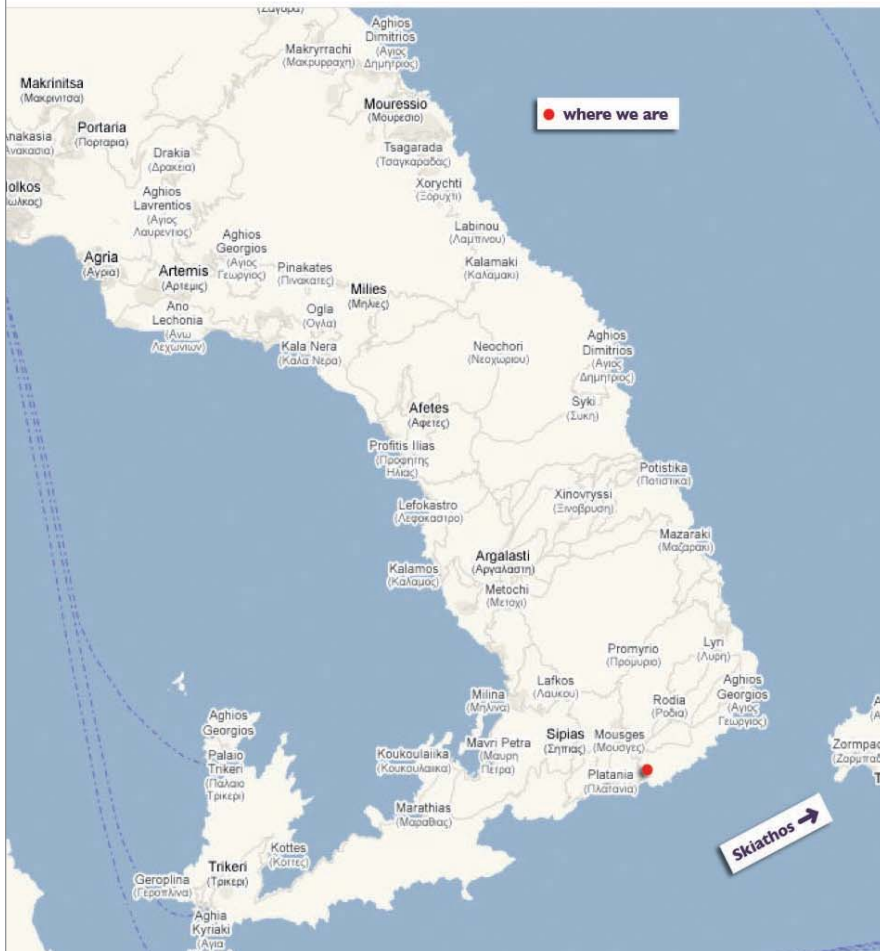 (Ζαγορα)
Makryrrachi
(Μακρυρραχη)
Aghios
Dimitrios
(Αγιος
Δημητριος)
Makrinitsa
(Μακρινιτσα)
Mouressio
(Μουρεσιο)
where we are
Portaria
(Πορταρια)
Tsagarada
(Τσαγκαραδας)
Drakia
(Δρακεια)
Xorychti
(Ξορυχτι)
Aghios
Lavrentios
(Αγιος
Λαυρεντιος)
Labinou
(Λαμπινου)
Aghios
Georgios
(Αγιος
Γεωργιος)
Agria
(Αγρια)
Artemis
(Αρτεμις)
Pinakates
(Πινακατες)
Kalamaki
(Καλαμακι)
Milies
(Μηλιες)
Ano
Lechonia
(Ανω
Λεχωνιων)
Ogla
(Ογλα)
Kala Nera
(Καλα Νερα)
Neochori
(Νεοχωριου)
Aghios
Dimitrios
(Αγιος
Δημητριος)
Afetes
(Αφετες)
Syki
(Συκη)
Profitis Ilias
(Προφητης
Ηλιας)
Potistika
(Ποτιστικα)
Lefokastro
(Λεφοκαστρο)
Xinovryssi
(Ξινοβρυση)
Mazaraki
(Μαζαρακι)
Argalasti
(Αργαλαστη)
Kalamos
(Καλαμος)
Metochi
(Μετοχι)
Promyrio
(Προμυριο)
Lyri
(Λυρη)
Lafkos
(Λαυκου)
Milina
(Μηλινα)
Rodia
(Ροδια)
Aghios
Georgios
(Αγιος
Γεωργιος)
Aghios
Georgios
Palaio
Trikeri
(Παλαιο
Τρικερι)
Koukoulaiika
(Κουκουλαιικα)
Mavri Petra
(Μαυρη
Πετρα)
Sipias
(Σηπιας)
Mousges
(Μουσγες)
Platania
(Πλατανια)
Marathias
(Μαραθιας)
Skiathos
Kottes
(Κοττες)
Trikeri
(Τρικερι)
Geroplina
(Γεροπλινα)
Aghia
Kyriaki
(Αγια